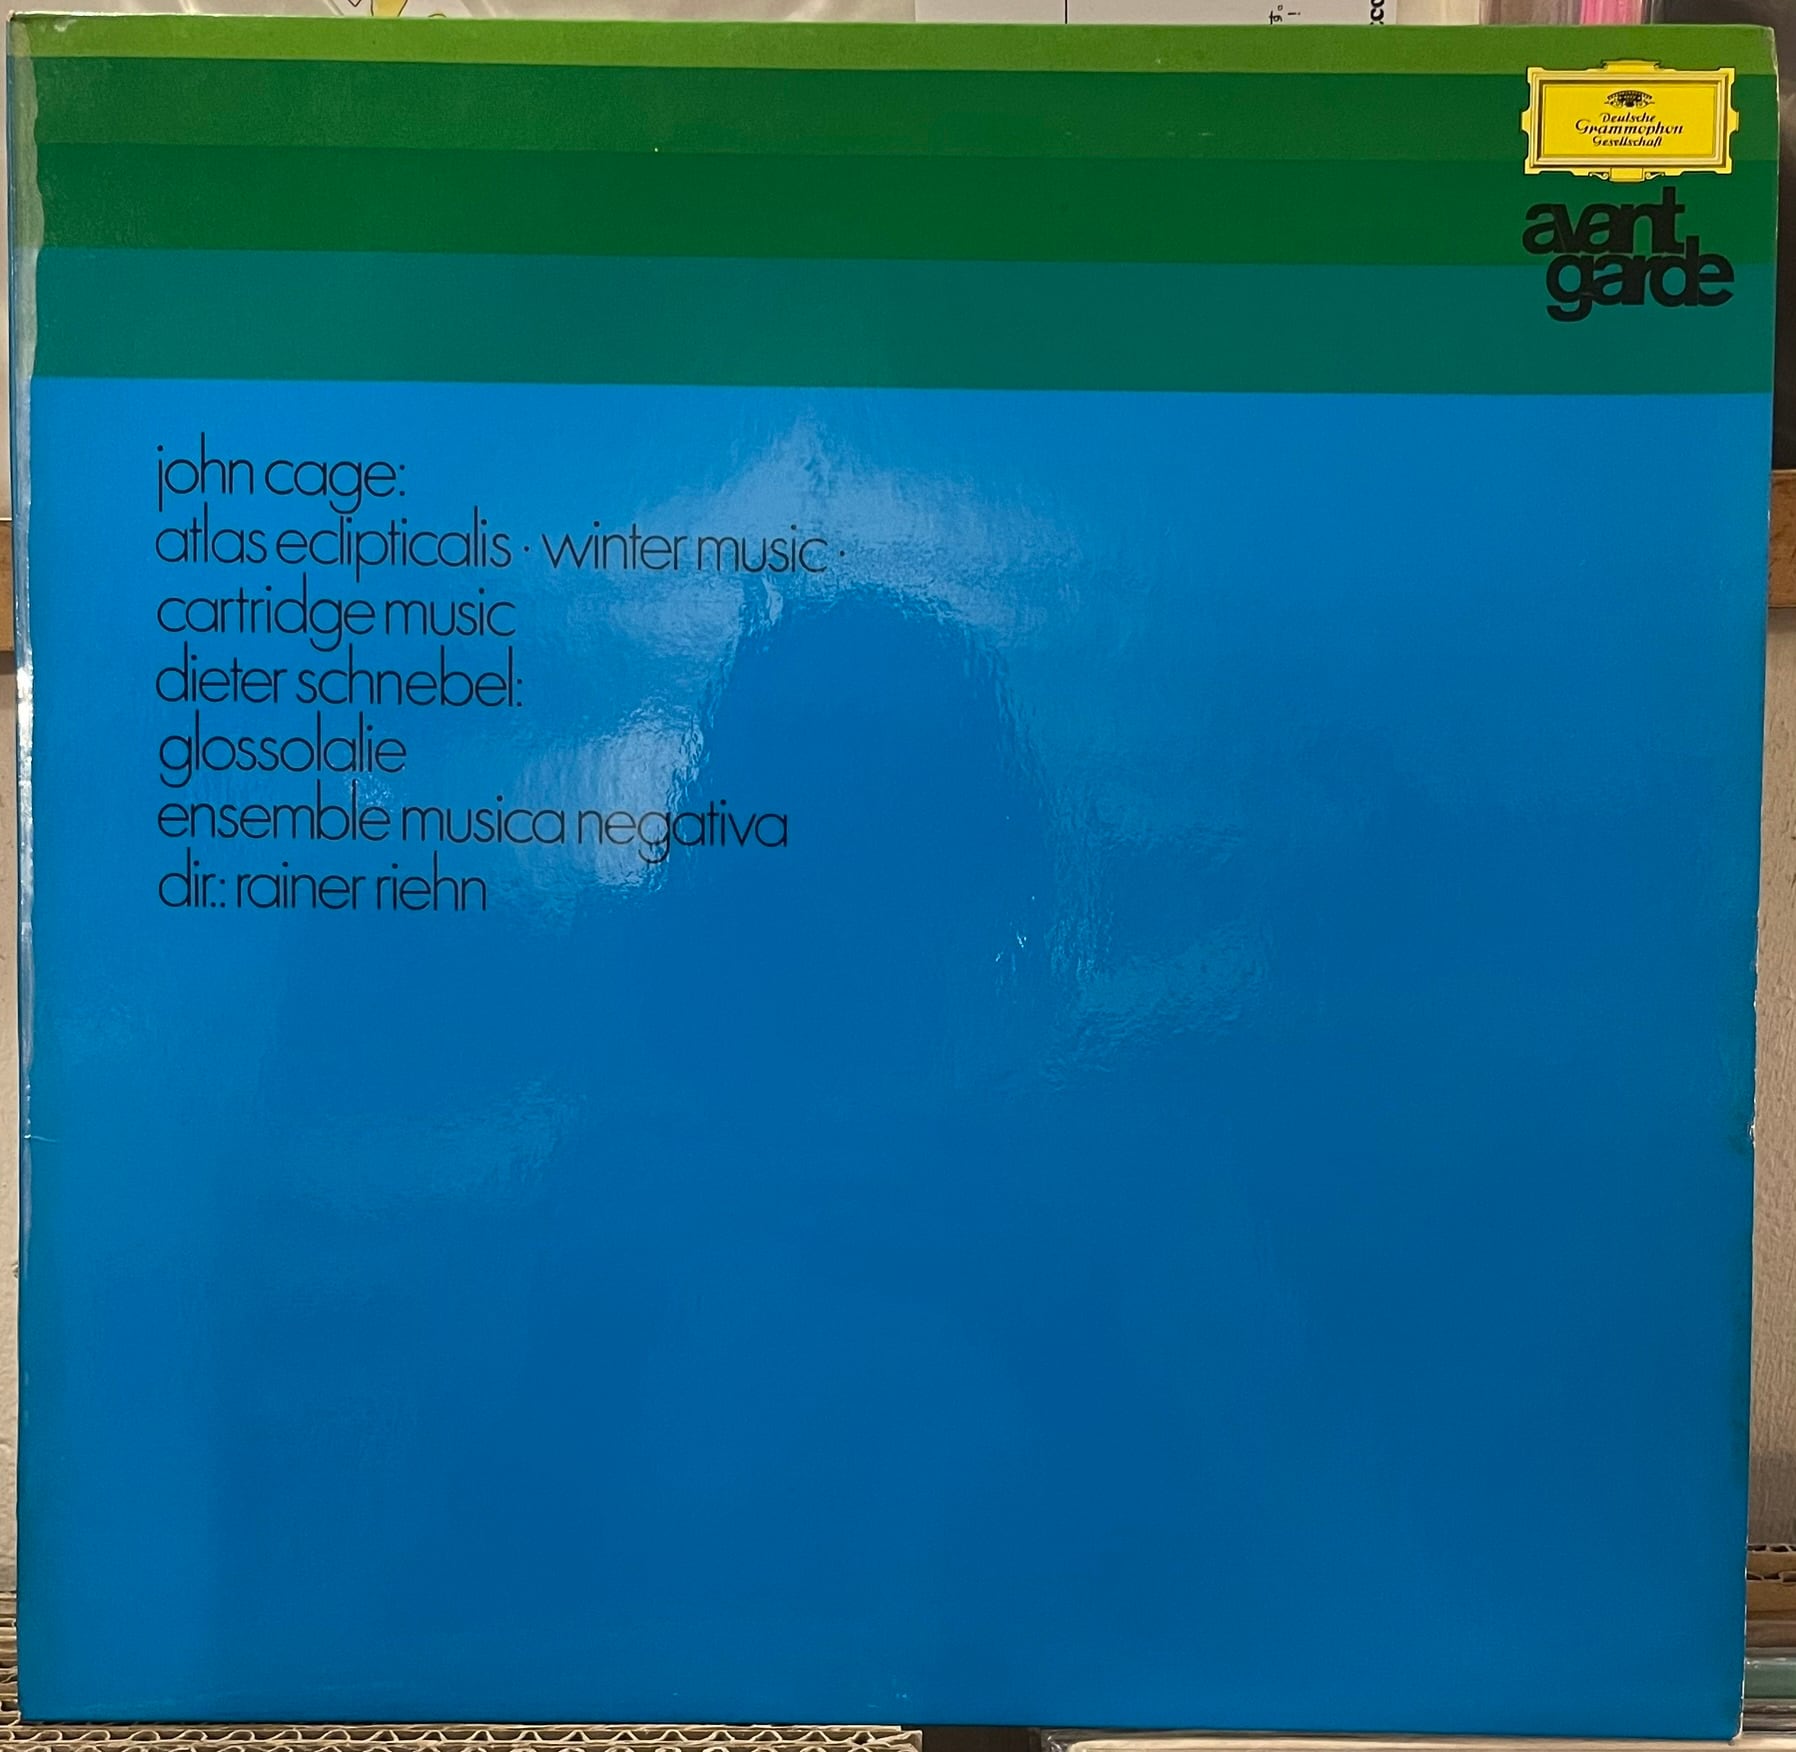 Deutsche
Grammophon
Gesellschaft
avant
garde
john cage:
atlas eclipticalis · winter music ·
cartridge music
dieter schnebel:
glossolalie
ensemble musica negativa
dir.: rainer riehn